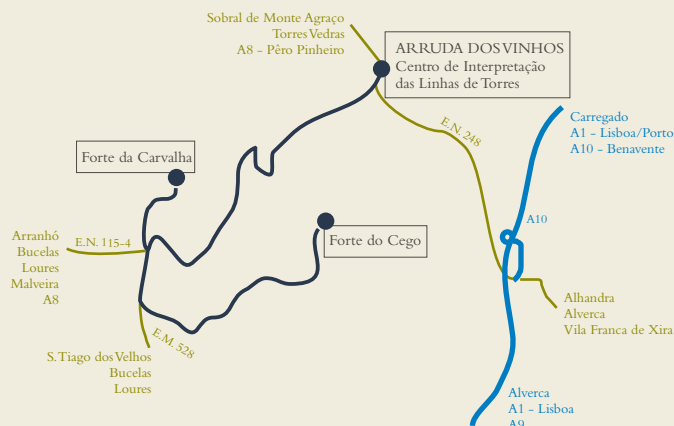 Sobral de Monte Agraço
Torres Vedras
A8 - Pêro Pinheiro
ARRUDA DOS VINHOS
Centro de Interpretação
das Linhas de Torres
Carregado
A1 - Lisboa/Porto
A10 - Benavente
E.N. 248
Forte da Carvalha
A10
Forte do Cego
Arranhó
Bucelas
Loures
Malveira
A8
E.N. 115-4
Alhandra
Alverca
Vila Franca de Xira
E.M. 528
S. Tiago dos Velhos
Bucelas
Loures
Alverca
A1 - Lisboa
A9